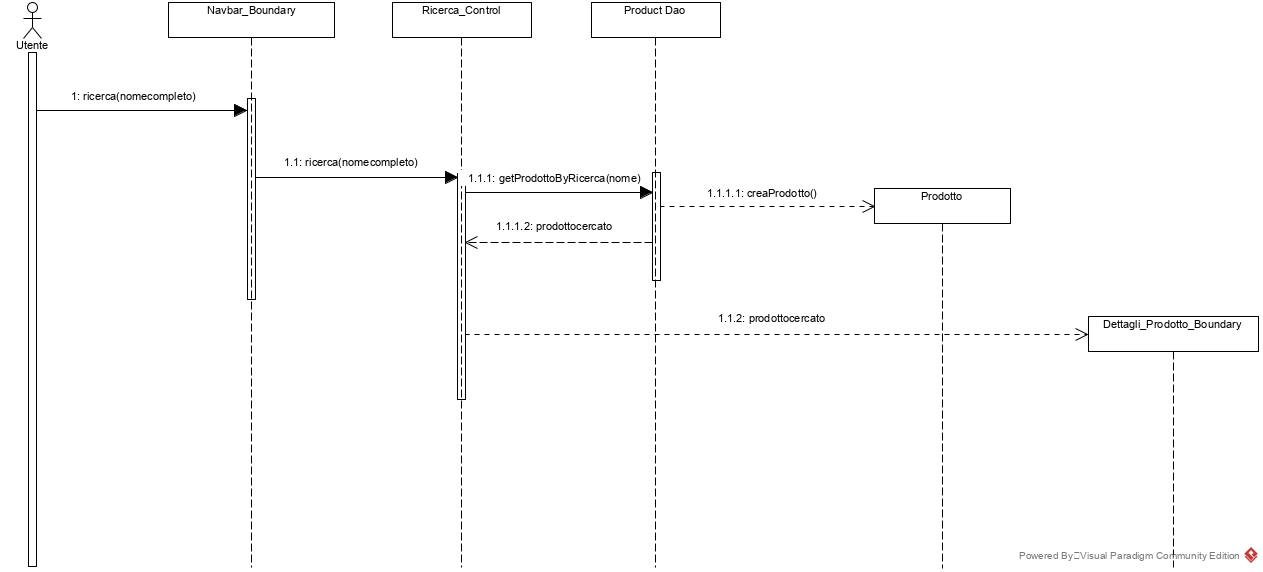 Navbar_Boundary
Ricerca_Control
Product Dao
Utente
1: ricerca(nomecompleto)
1.1: ricerca(nomecompleto)
1.1.1: getProdottoByRicerca(nome)
1.1.1.1: creaProdotto()
Prodotto
1.1.1.2: prodottocercato
1.1.2: prodottocercato
Dettagli_Prodotto_Boundary
Powered By Visual Paradigm Community Edition